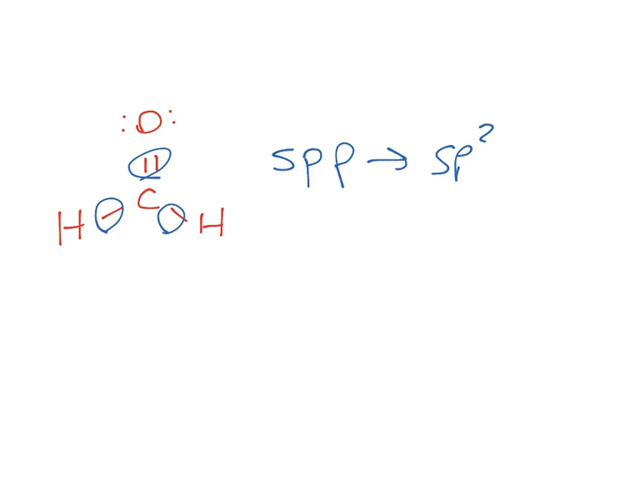 :O:
||
C
H H
spp → sp²